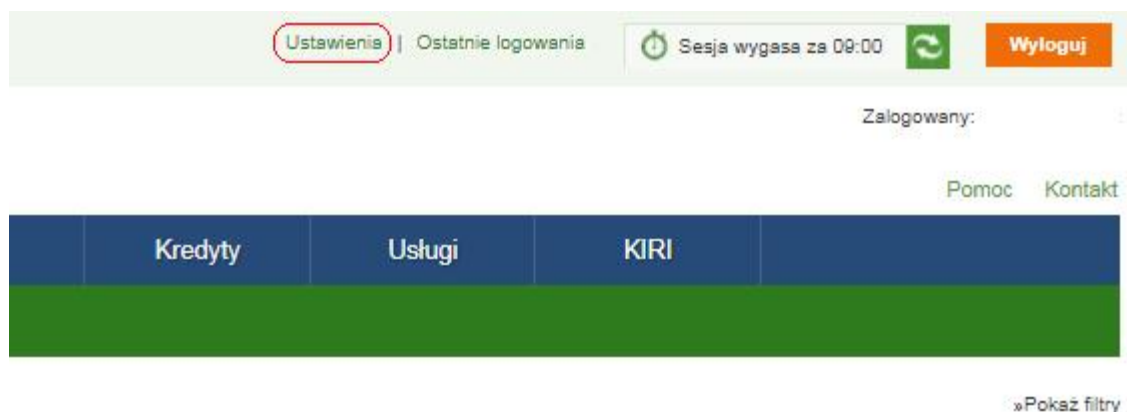 Ustawienia | Ostatnie logowania Sesja wygasa za 09:00 Wyloguj
Zalogowany:
Pomoc Kontakt
Kredyty Usługi KIRI
»Pokaż filtry